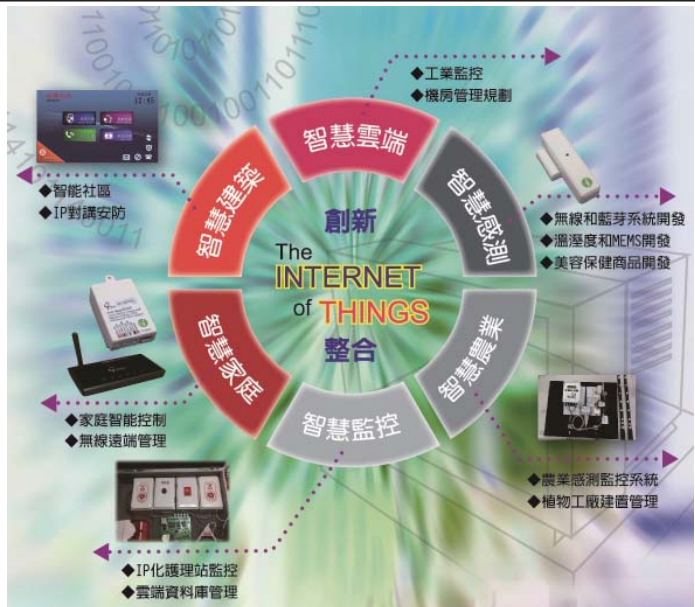 智慧雲端
◆工業監控
◆機房管理規劃
智慧感測
◆無線和藍芽系統開發
◆溫溼度和MEMS開發
◆美容保健商品開發
智慧農業
◆農業感測監控系統
◆植物工廠建置管理
智慧監控
◆IP化護理站監控
◆雲端資料庫管理
智慧家庭
◆家庭智能控制
◆無線遠端管理
智慧建築
◆智能社區
◆IP對講安防
創新
The
INTERNET
of THINGS
整合
12:45